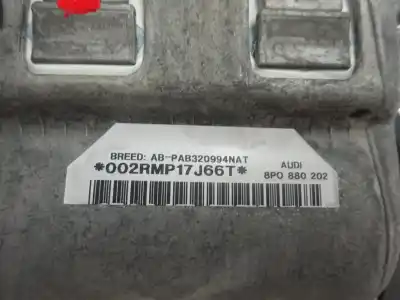 BREED: AB-PAB320994NAT
*002RMP17J66T*
AUDI
8P0 880 202